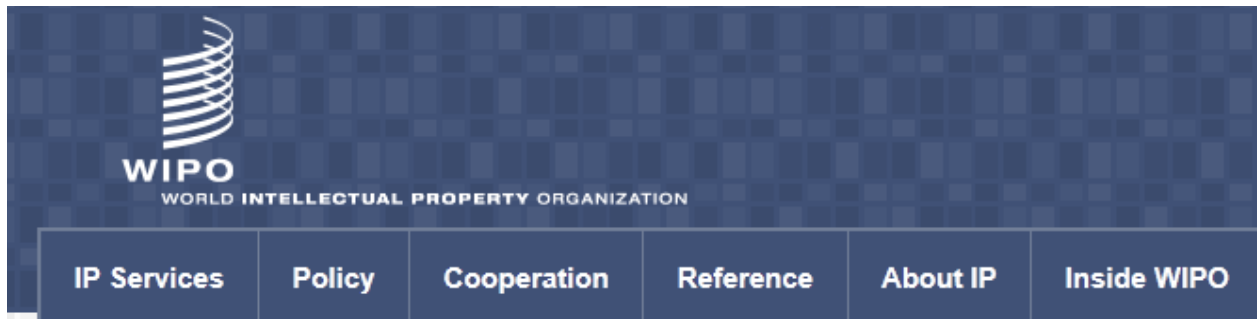 WIPO
WORLD INTELLECTUAL PROPERTY ORGANIZATION
IP Services Policy Cooperation Reference About IP Inside WIPO